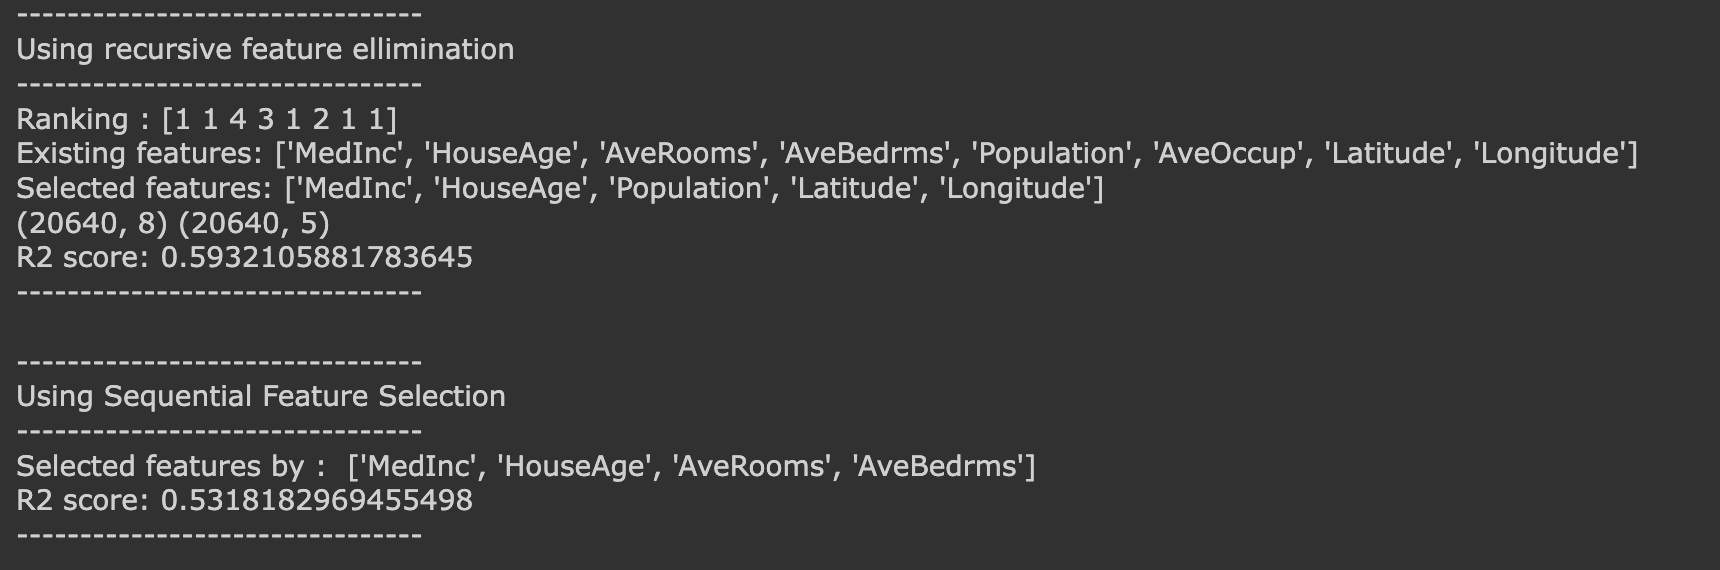 --------------------------------
Using recursive feature ellimination
--------------------------------
Ranking : [1 1 4 3 1 2 1 1]
Existing features: ['MedInc', 'HouseAge', 'AveRooms', 'AveBedrms', 'Population', 'AveOccup', 'Latitude', 'Longitude']
Selected features: ['MedInc', 'HouseAge', 'Population', 'Latitude', 'Longitude']
(20640, 8) (20640, 5)
R2 score: 0.5932105881783645
--------------------------------
--------------------------------
Using Sequential Feature Selection
--------------------------------
Selected features by :  ['MedInc', 'HouseAge', 'AveRooms', 'AveBedrms']
R2 score: 0.5318182969455498
--------------------------------